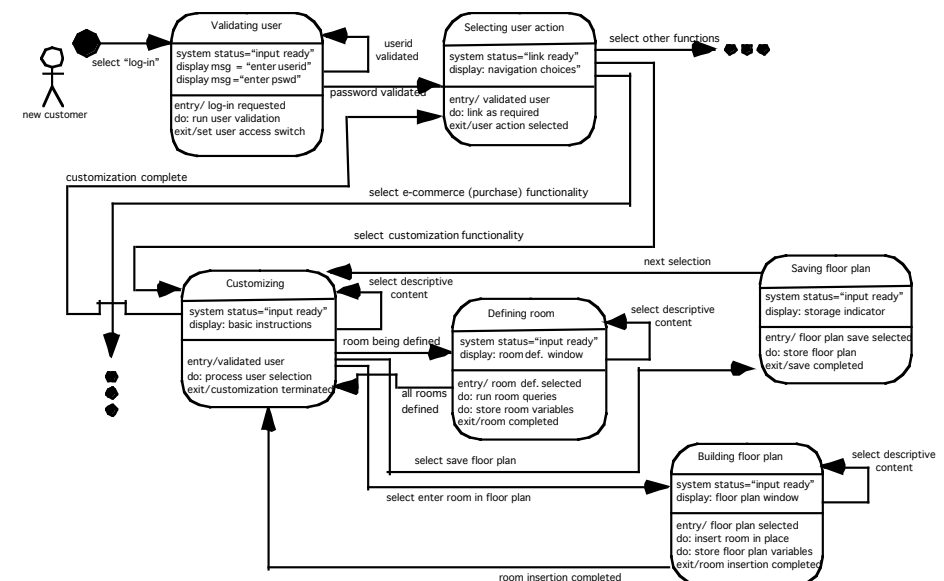 Validating user
system status="input ready"
display msg = "enter userid"
display msg ="enter pswd"
entry/ log-in requested
do: run user validation
exit/set user access switch
select "log-in"
new customer
userid
validated
password validated
Selecting user action
system status="link ready"
display: navigation choices"
entry/ validated user
do: link as required
exit/user action selected
select other functions
customization complete
select e-commerce (purchase) functionality
select customization functionality
next selection
Customizing
system status="input ready"
display: basic instructions
entry/validated user
do: process user selection
exit/customization terminated
select descriptive
content
room being defined
all rooms
defined
Defining room
system status="input ready"
display: room def. window
entry/ room def. selected
do: run room queries
do: store room variables
exit/room completed
select descriptive
content
Saving floor plan
system status="input ready"
display: storage indicator
entry/ floor plan save selected
do: store floor plan
exit/save completed
select save floor plan
select enter room in floor plan
Building floor plan
system status="input ready"
display: floor plan window
entry/ floor plan selected
do: insert room in place
do: store floor plan variables
exit/room insertion completed
select descriptive
content
room insertion completed